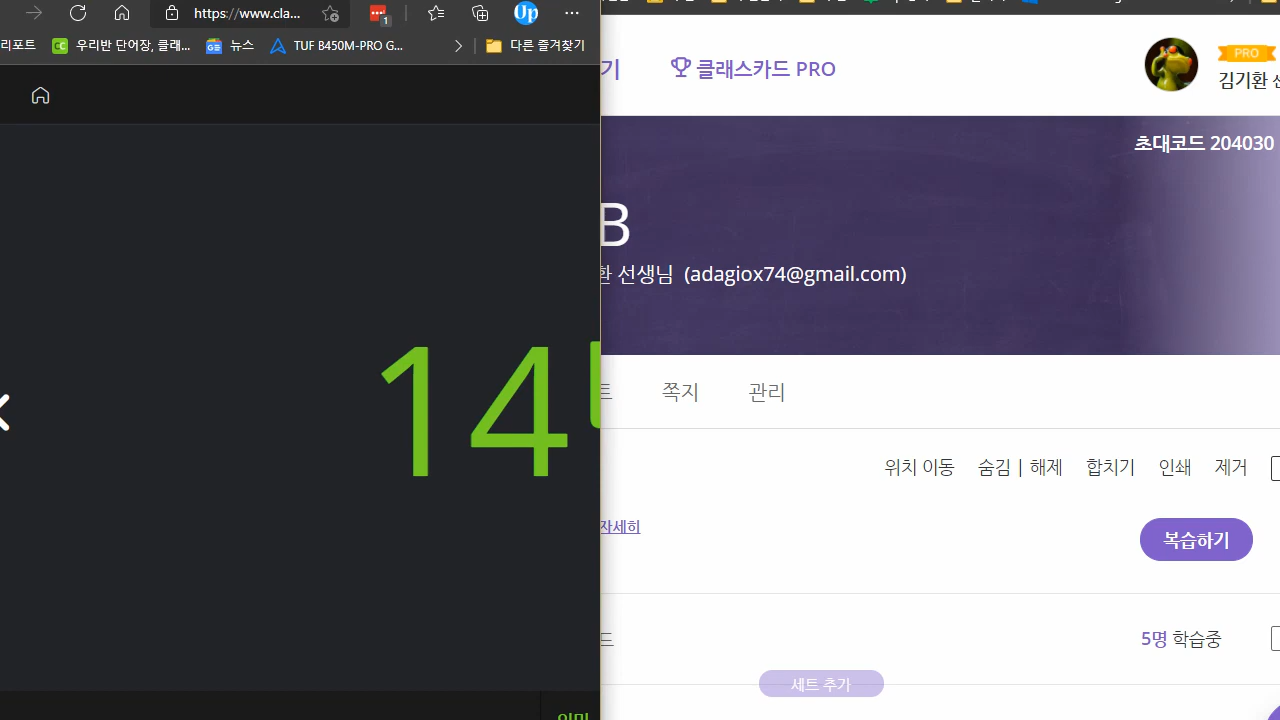 https://www.cla...
1
리포트
우리반 단어장, 클래...
뉴스
TUF B450M-PRO G...
다른 즐겨찾기
14
기
클래스카드 PRO
PRO
김기환
초대코드 204030
B
환 선생님 (adagiox74@gmail.com)
트
쪽지
관리
위치 이동
숨김 | 해제
합치기
인쇄
제거
자세히
복습하기
드
5명 학습중
세트 추가